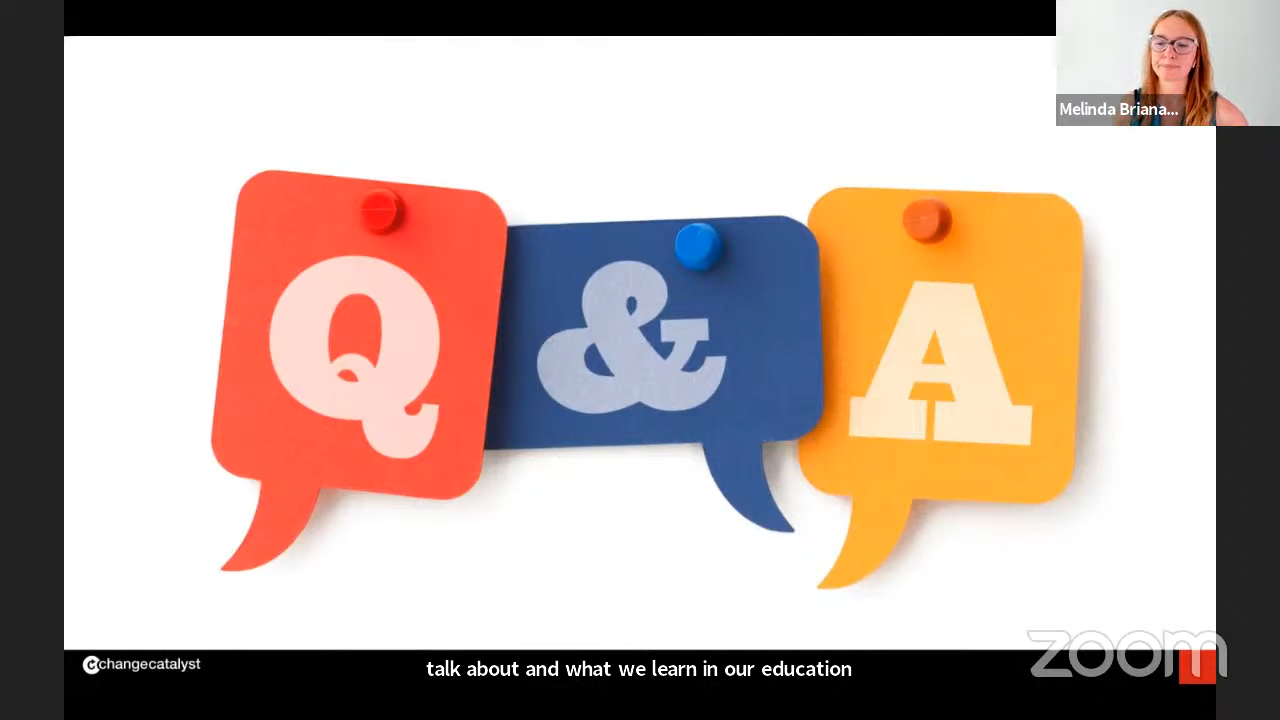 Melinda Briana...
Q & A
changecatalyst
talk about and what we learn in our education
zoom